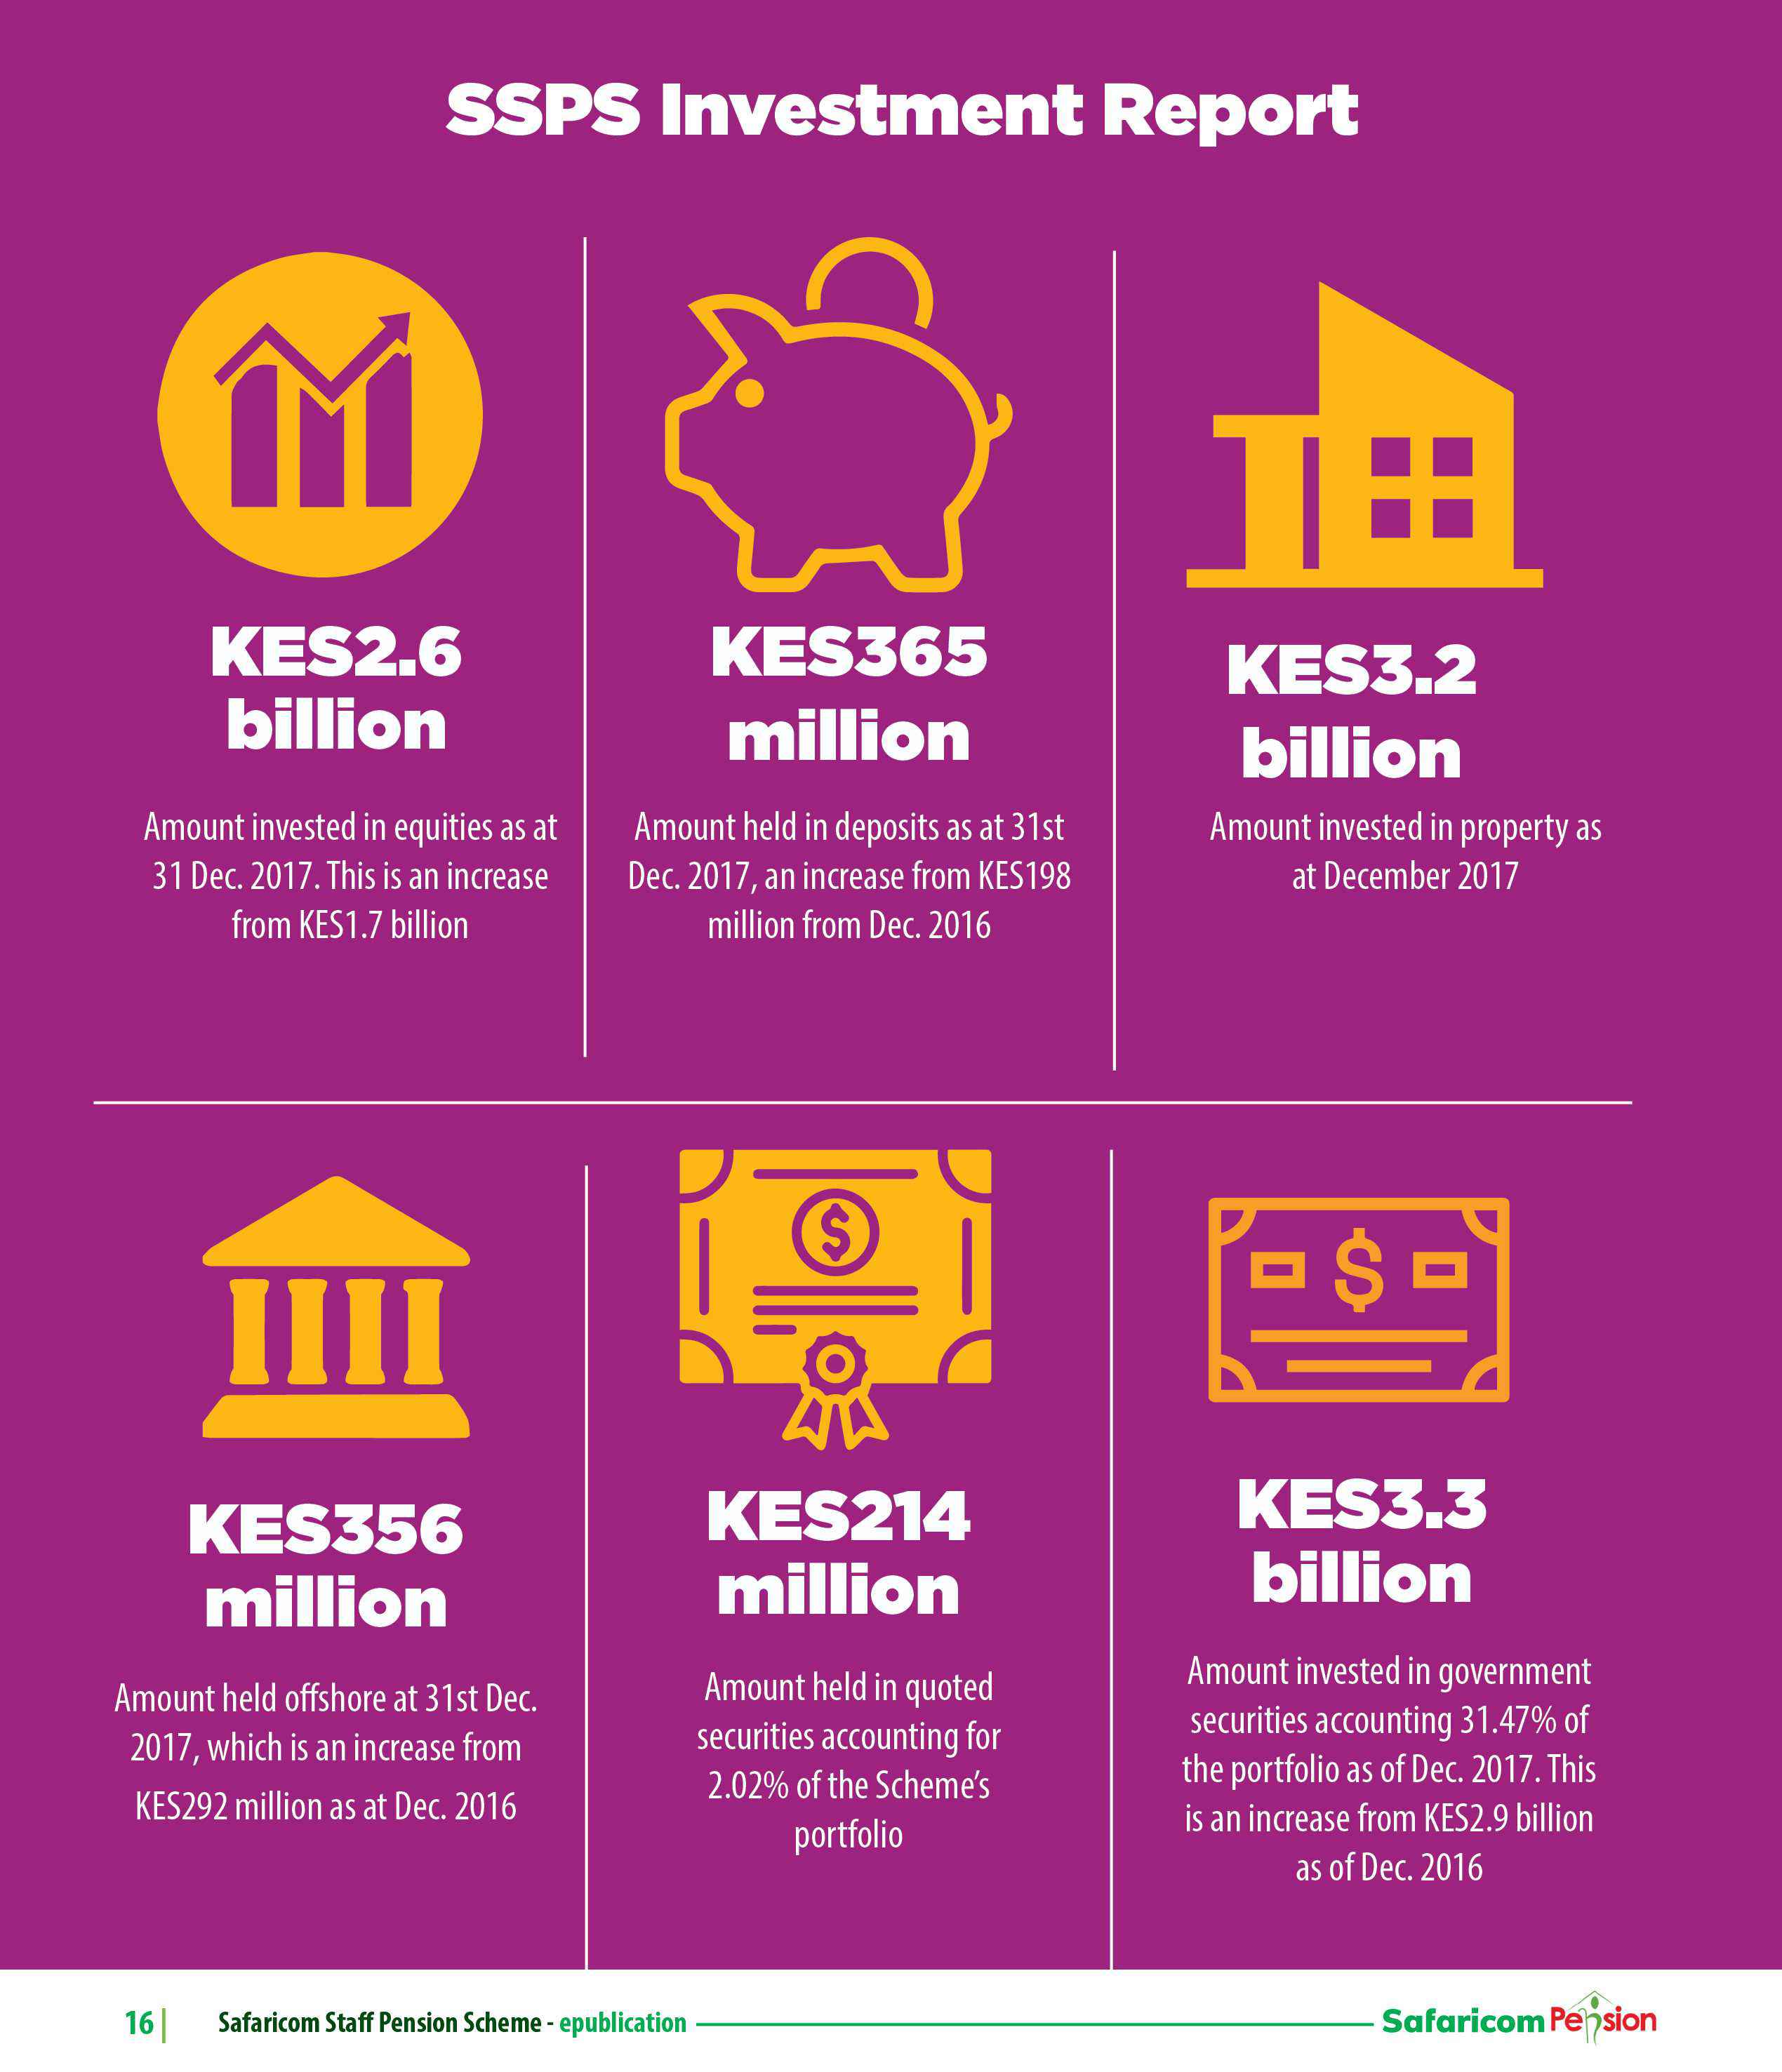 SSPS Investment Report
KES2.6
billion
Amount invested in equities as at
31 Dec. 2017. This is an increase
from KES1.7 billion
KES365
million
Amount held in deposits as at 31st
Dec. 2017, an increase from KES198
million from Dec. 2016
KES3.2
billion
Amount invested in property as
at December 2017
KES356
million
Amount held offshore at 31st Dec.
2017, which is an increase from
KES292 million as at Dec. 2016
$
KES214
million
Amount held in quoted
securities accounting for
2.02% of the Scheme's
portfolio
$
KES3.3
billion
Amount invested in government
securities accounting 31.47% of
the portfolio as of Dec. 2017. This
is an increase from KES2.9 billion
as of Dec. 2016
16 | Safaricom Staff Pension Scheme - epublication
Safaricom Pension